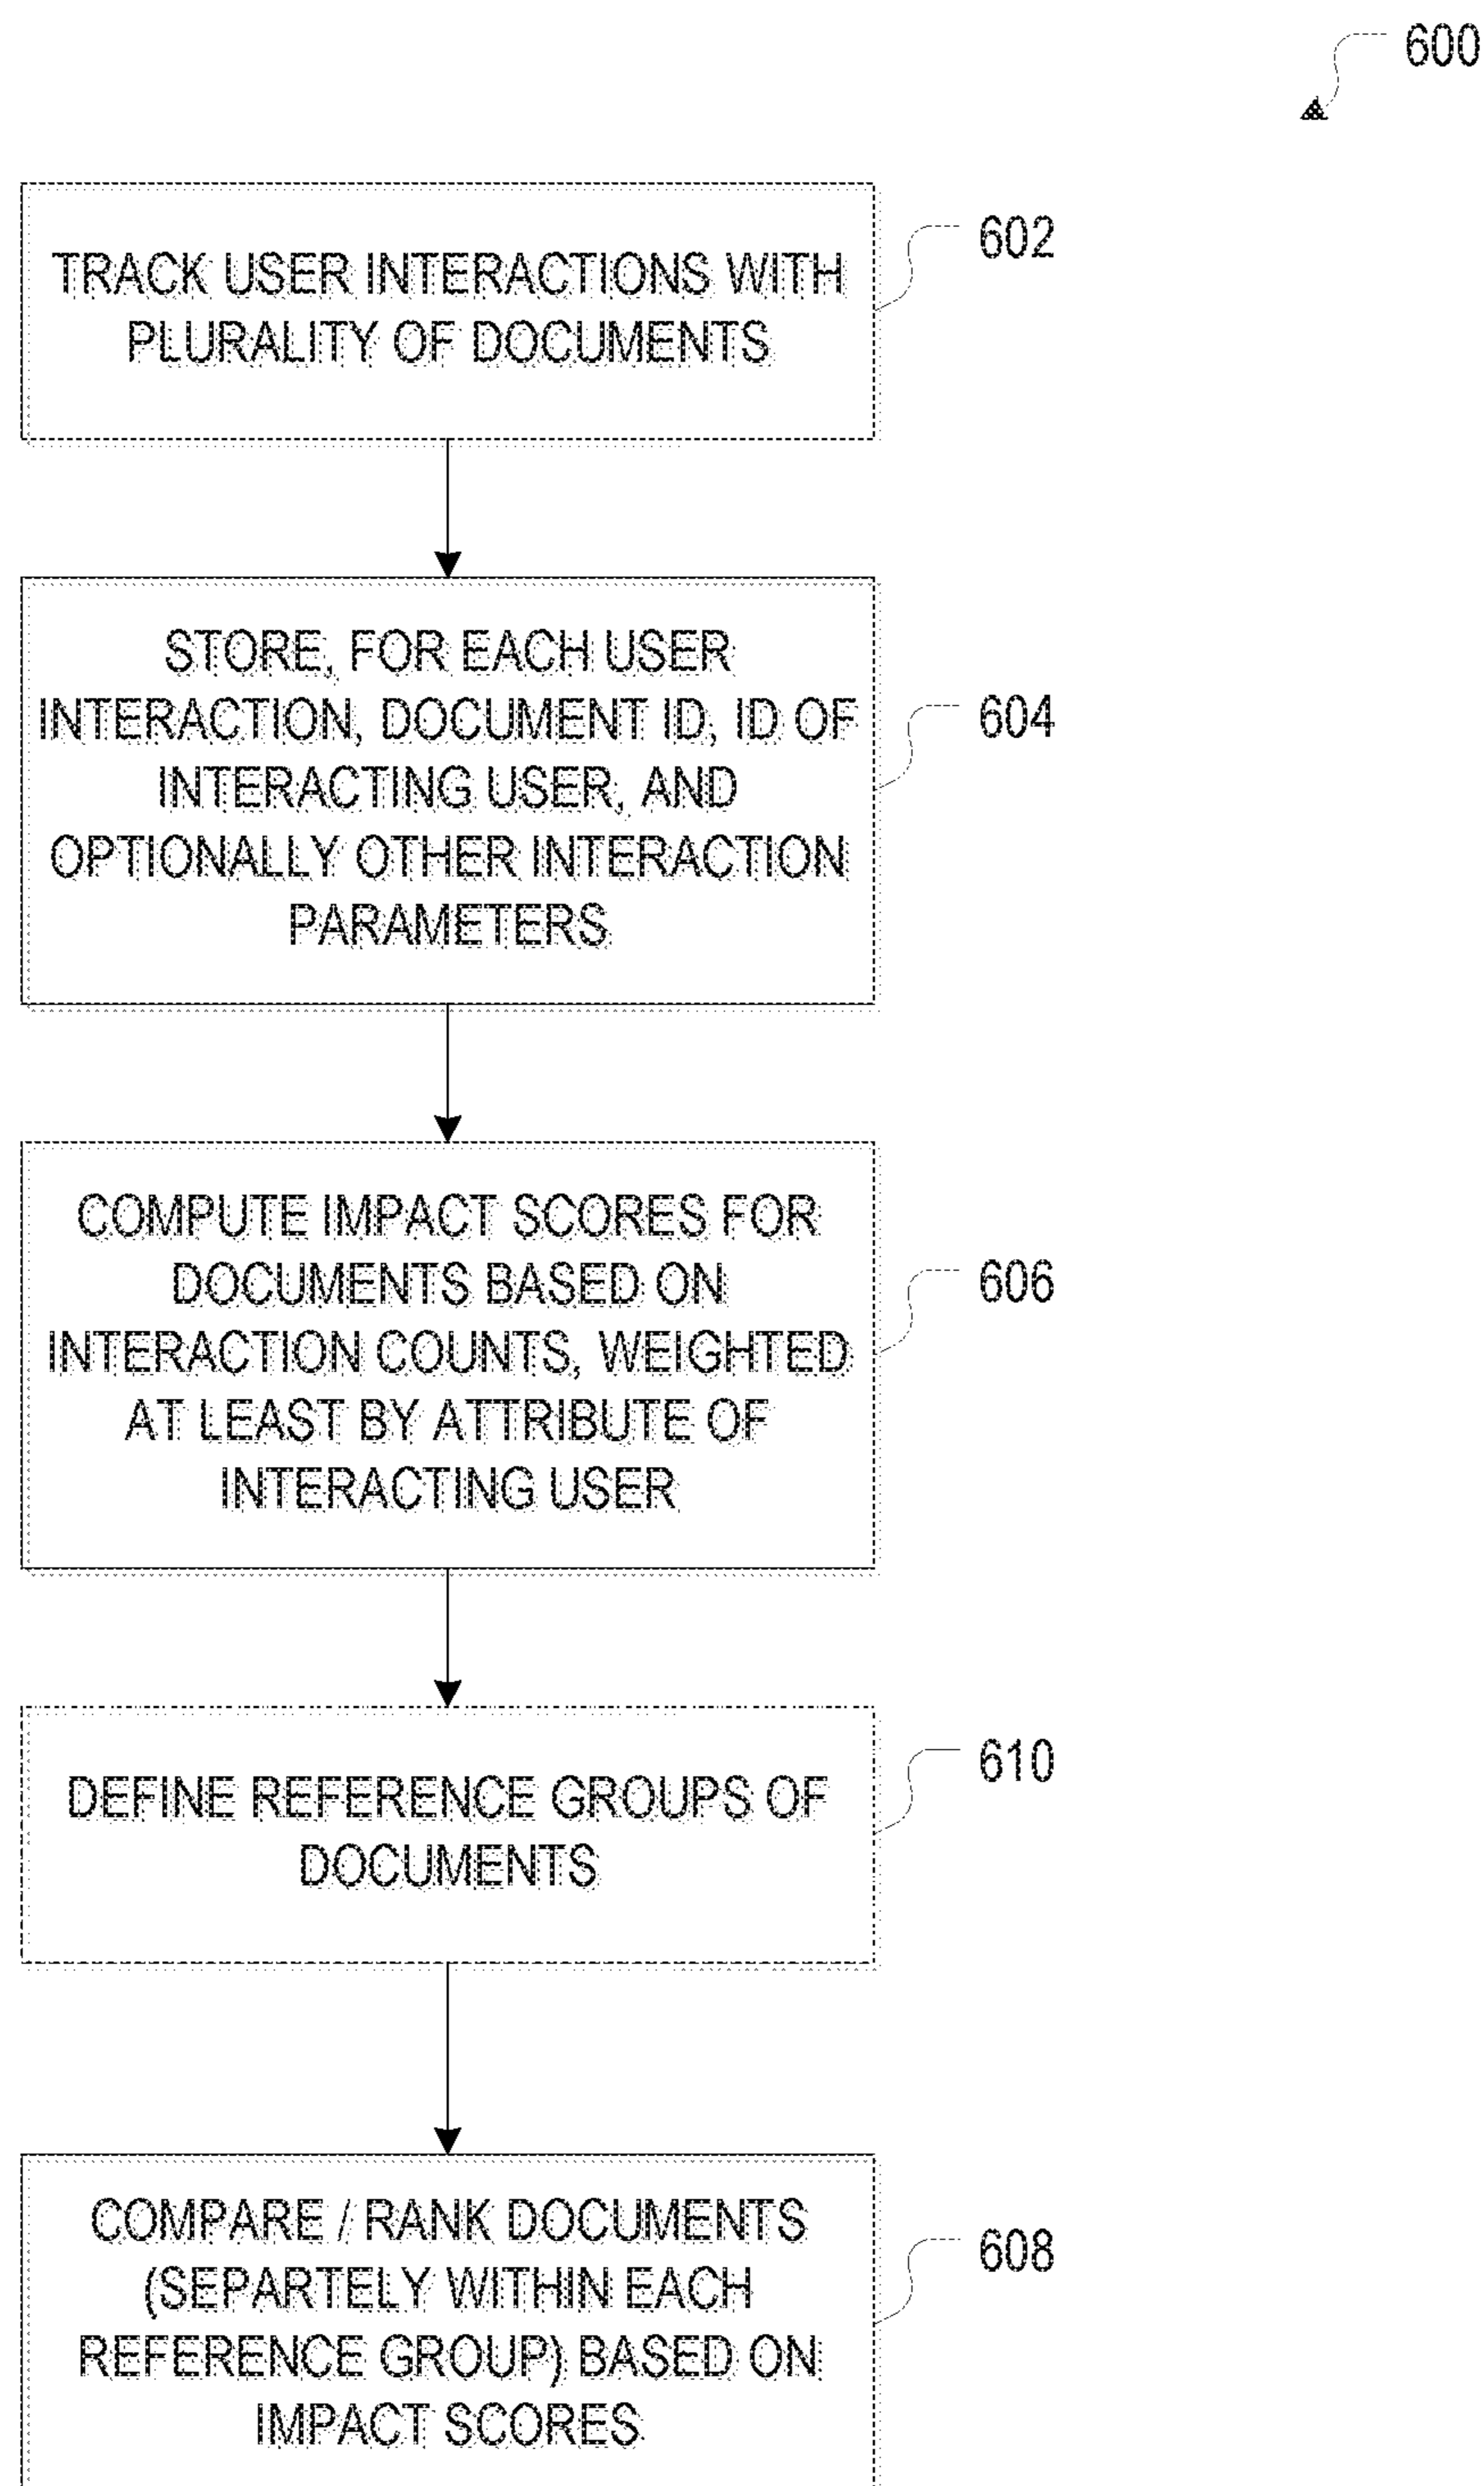 600
TRACK USER INTERACTIONS WITH
PLURALITY OF DOCUMENTS
602
STORE, FOR EACH USER
INTERACTION, DOCUMENT ID, ID OF
INTERACTING USER, AND
OPTIONALLY OTHER INTERACTION
PARAMETERS
604
COMPUTE IMPACT SCORES FOR
DOCUMENTS BASED ON
INTERACTION COUNTS, WEIGHTED
AT LEAST BY ATTRIBUTE OF
INTERACTING USER
606
DEFINE REFERENCE GROUPS OF
DOCUMENTS
610
COMPARE / RANK DOCUMENTS
(SEPARTELY WITHIN EACH
REFERENCE GROUP) BASED ON
IMPACT SCORES
608